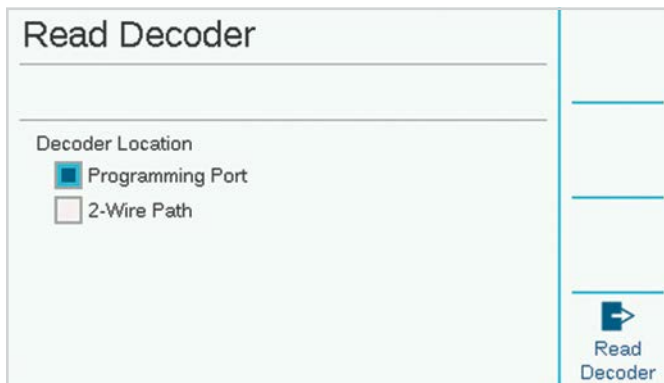 Read Decoder
Decoder Location
Programming Port
2-Wire Path
Read
Decoder